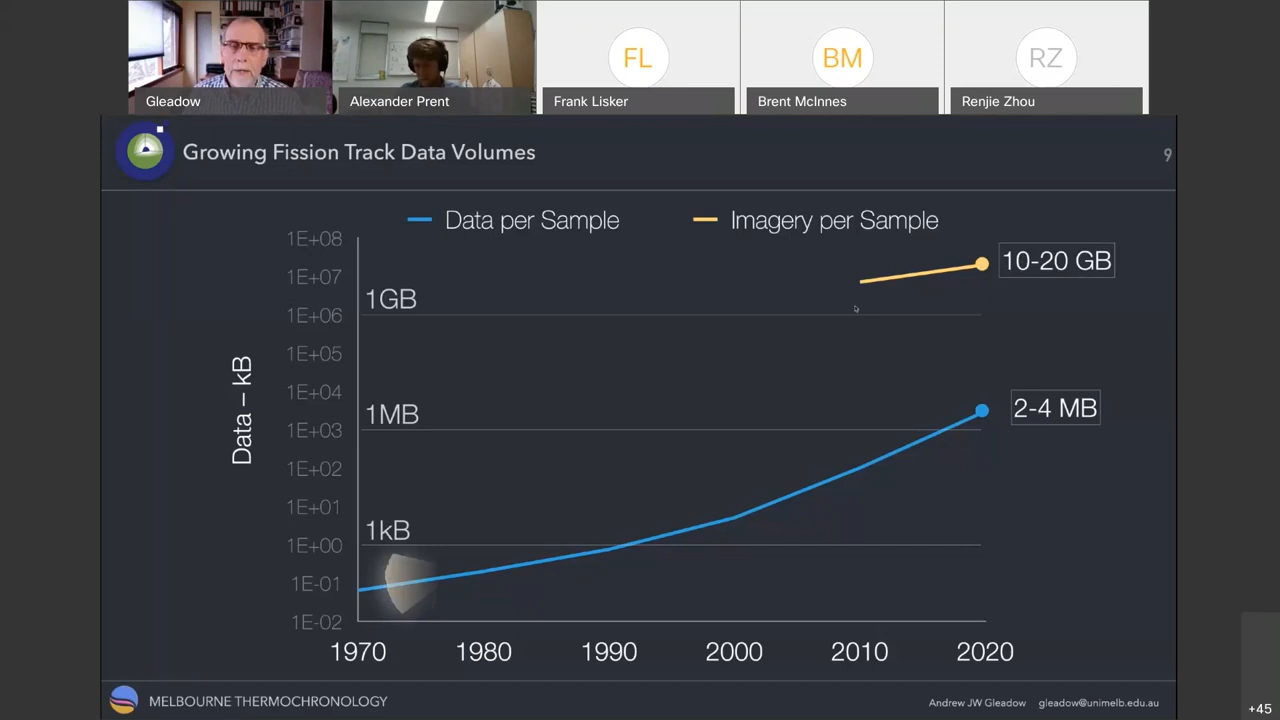 FL
BM
RZ
Gleadow
Alexander Prent
Frank Lisker
Brent McInnes
Renjie Zhou
Growing Fission Track Data Volumes
9
Data per Sample
Imagery per Sample
1E+08
1E+07
1E+06
1E+05
1E+04
1E+03
1E+02
1E+01
1E+00
1E-01
1E-02
Data – kB
1GB
1MB
1kB
10-20 GB
2-4 MB
1970 1980 1990 2000 2010 2020
MELBOURNE THERMOCHRONOLOGY
Andrew JW Gleadow gleadow@unimelb.edu.au
+45